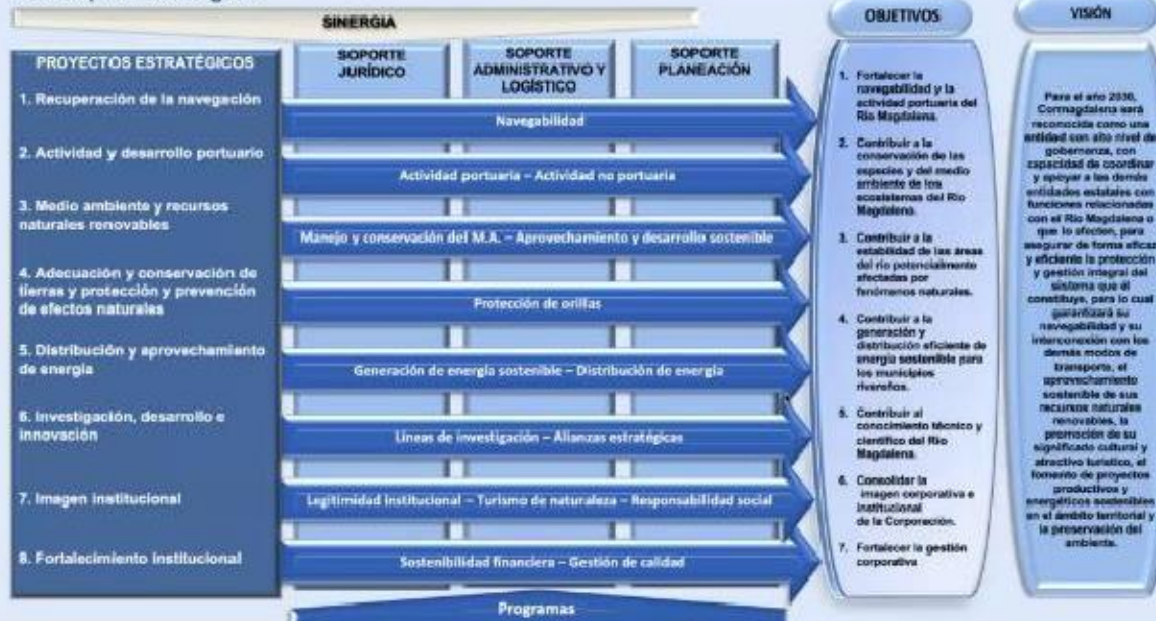 SINERGIA
PROYECTOS ESTRATÉGICOS
1. Recuperación de la navegación
2. Actividad y desarrollo portuario
3. Medio ambiente y recursos
naturales renovables
4. Adecuación y conservación de
tierras y protección y prevención
de efectos naturales
5. Distribución y aprovechamiento
de energía
6. Investigación, desarrollo e
innovación
7. Imagen institucional
8. Fortalecimiento institucional
SOPORTE
JURÍDICO
SOPORTE
ADMINISTRATIVO Y
LOGÍSTICO
SOPORTE
PLANEACIÓN
Navegabilidad
Actividad portuaria – Actividad no portuaria
Manejo y conservación del M.A. – Aprovechamiento y desarrollo sostenible
Protección de orillas
Generación de energía sostenible – Distribución de energía
Líneas de investigación – Alianzas estratégicas
Legitimidad institucional – Turismo de naturaleza – Responsabilidad social
Sostenibilidad financiera – Gestión de calidad
Programas
OBJETIVOS
1. Fortalecer la
navegabilidad y la
actividad portuaria del
Río Magdalena.
2. Contribuir a la
conservación de las
especies y del medio
ambiente de los
ecosistemas del Río
Magdalena.
3. Contribuir a la
estabilidad de las áreas
del río potencialmente
afectadas por
fenómenos naturales.
4. Contribuir a la
generación y
distribución eficiente de
energía sostenible para
los municipios
rivereños.
5. Contribuir al
conocimiento técnico y
científico del Río
Magdalena.
6. Consolidar la
imagen corporativa e
institucional
de la Corporación.
7. Fortalecer la gestión
corporativa
VISIÓN
Para el año
Cormagdalena será
reconocida como una
entidad con alto nivel de
gobernanza, con
capacidad de coordinar
y apoyar a las demás
entidades estatales con
funciones relacionadas
con el Río Magdalena o
que lo afecten, para
asegurar de forma eficaz
y eficiente la protección
y gestión integral del
sistema que él
constituye, para lo cual
garantizará su
navegabilidad y su
interconexión con los
demás modos de
transporte, el
aprovechamiento
sostenible de sus
recursos naturales
renovables, la
promoción de su
significado cultural y
atractivo turístico, el
fomento de proyectos
productivos y
energéticos sostenibles
en el ámbito territorial y
la preservación del
ambiente.